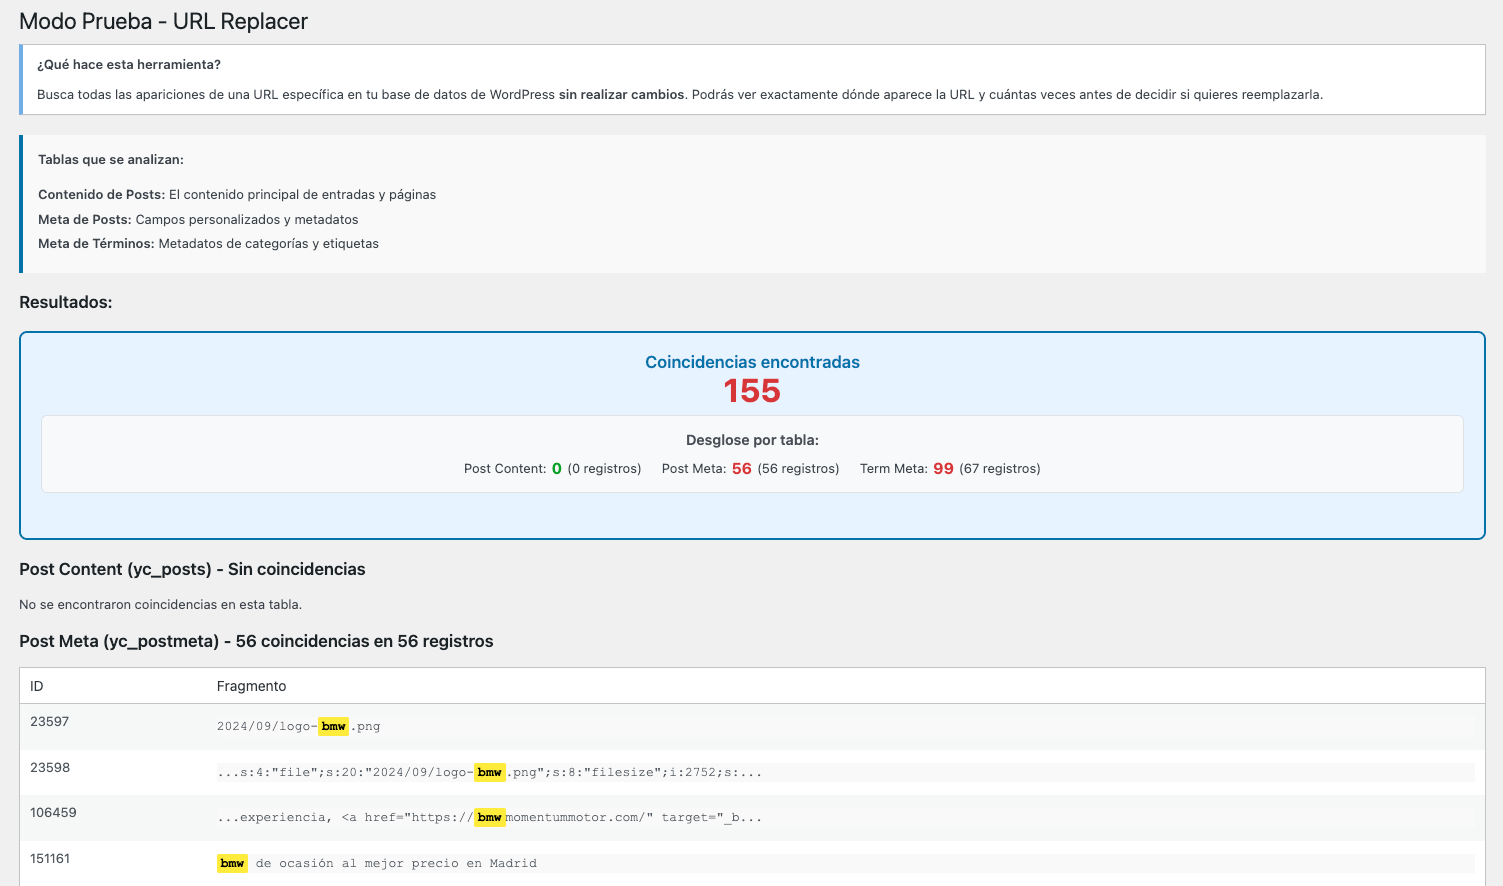 Modo Prueba - URL Replacer
¿Qué hace esta herramienta?
Busca todas las apariciones de una URL específica en tu base de datos de WordPress sin realizar cambios. Podrás ver exactamente dónde aparece la URL y cuántas veces antes de decidir si quieres reemplazarla.
Tablas que se analizan:
Contenido de Posts: El contenido principal de entradas y páginas
Meta de Posts: Campos personalizados y metadatos
Meta de Términos: Metadatos de categorías y etiquetas
Resultados:
Coincidencias encontradas
155
Desglose por tabla:
Post Content: 0 (0 registros) Post Meta: 56 (56 registros) Term Meta: 99 (67 registros)
Post Content (yc_posts) - Sin coincidencias
No se encontraron coincidencias en esta tabla.
Post Meta (yc_postmeta) - 56 coincidencias en 56 registros
ID Fragmento
23597 2024/09/logo-bmw.png
23598 ...s:4:"file";s:20:"2024/09/logo-bmw.png";s:8:"filesize";i:2752;s:...
106459 ...experiencia, <a href="https://bmwmomentummotor.com/" target="_b...
151161 bmw de ocasión al mejor precio en Madrid